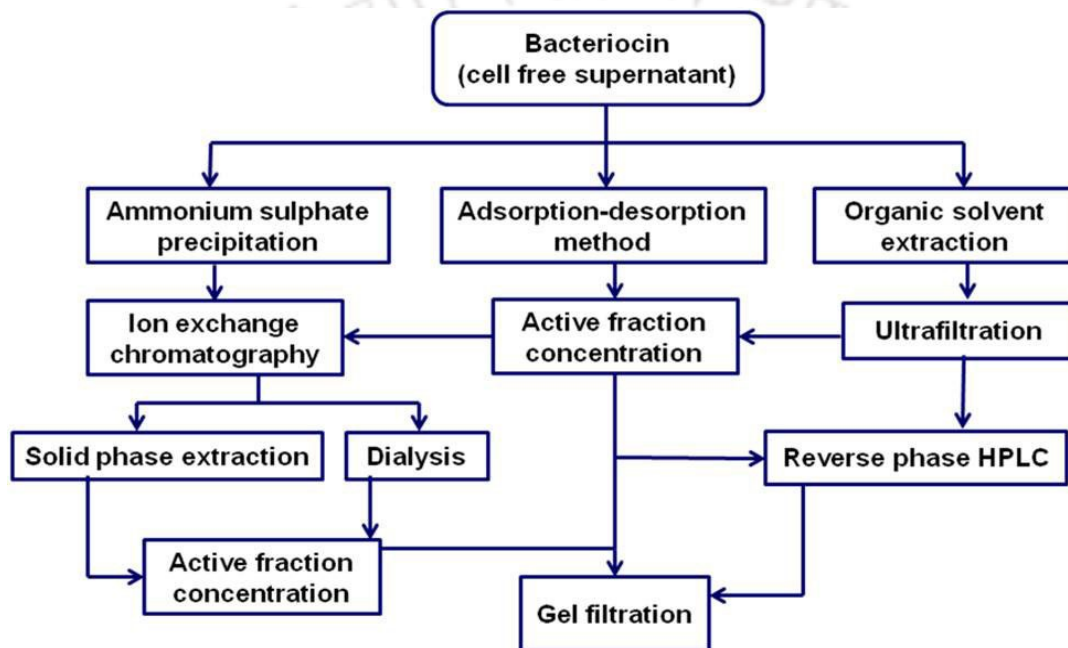 Bacteriocin
(cell free supernatant)
Ammonium sulphate
precipitation
Adsorption-desorption
method
Organic solvent
extraction
Ion exchange
chromatography
Active fraction
concentration
Ultrafiltration
Solid phase extraction
Dialysis
Reverse phase HPLC
Active fraction
concentration
Gel filtration